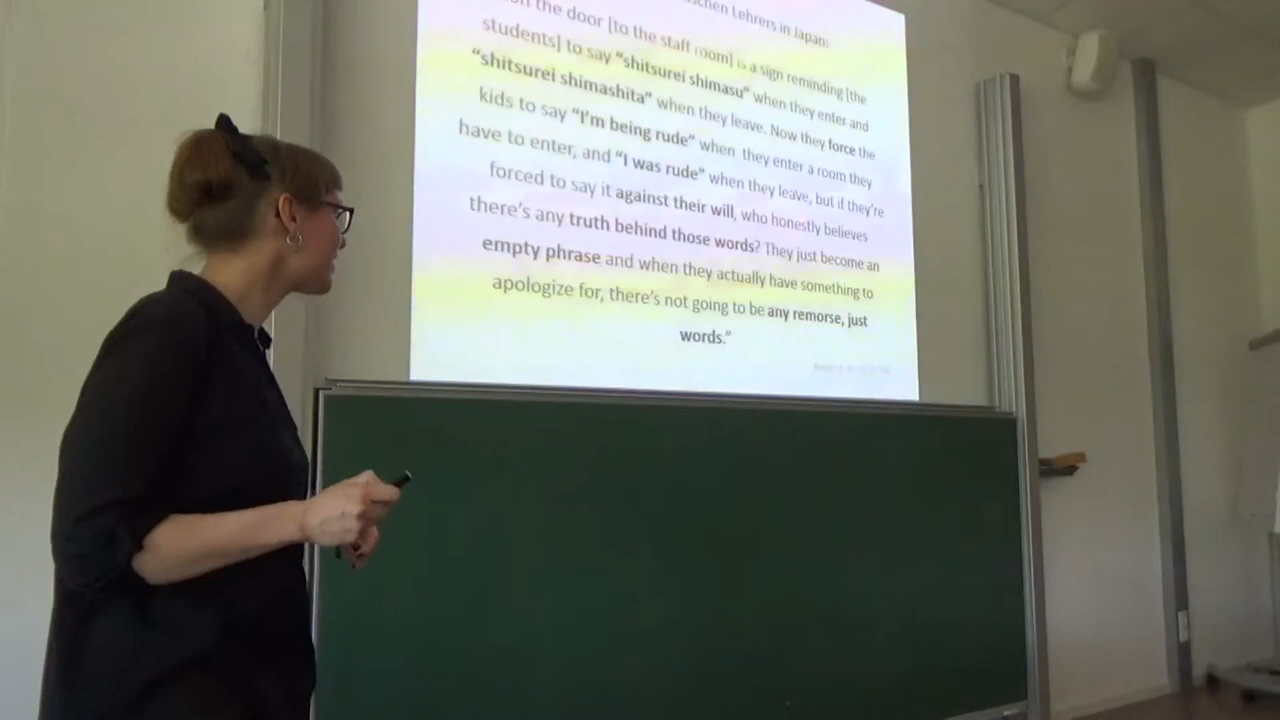 Lehrers in Japan:
the door [to the staff room] is a sign reminding [the
students] to say “shitsurei shimasu” when they enter and
“shitsurei shimashita” when they leave. Now they force the
kids to say “I’m being rude” when they enter a room they
have to enter, and “I was rude” when they leave, but if they’re
forced to say it against their will, who honestly believes
there’s any truth behind those words? They just become an
empty phrase and when they actually have something to
apologize for, there’s not going to be any remorse, just
words.”